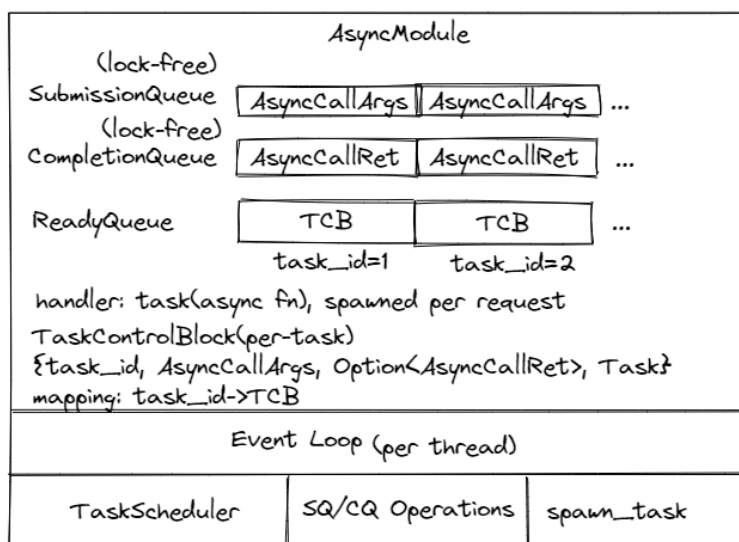 AsyncModule
(lock-free)
SubmissionQueue AsyncCallArgs AsyncCallArgs ...
(lock-free)
CompletionQueue AsyncCallRet AsyncCallRet ...
ReadyQueue TCB TCB ...
task_id=1 task_id=2
handler: task(async fn), spawned per request
TaskControlBlock(per-task)
{task_id, AsyncCallArgs, Option<AsyncCallRet>, Task}
mapping: task_id->TCB
Event Loop (per thread)
TaskScheduler SQ/CQ Operations spawn_task